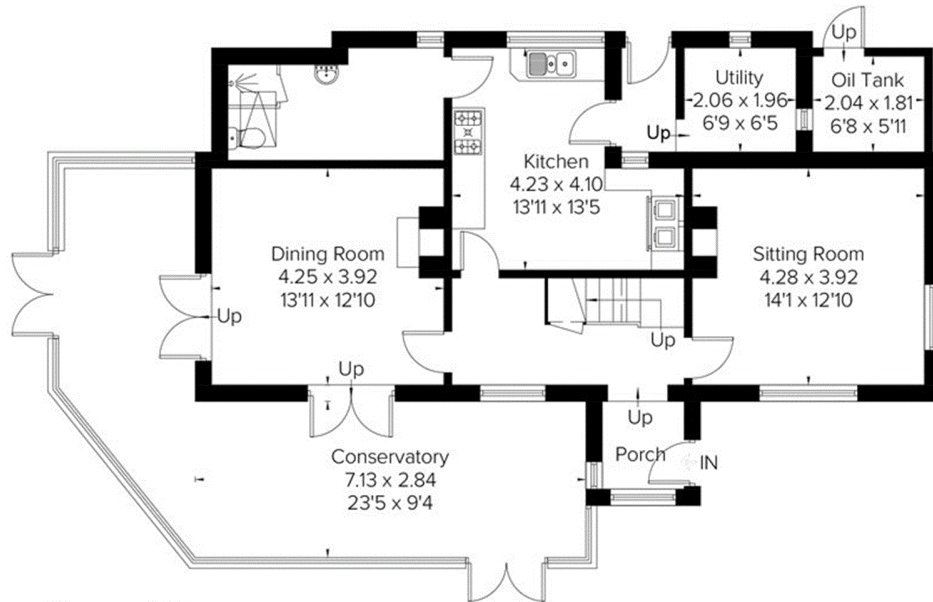 Up
Utility
2.06 x 1.96
6'9 x 6'5
Oil Tank
2.04 x 1.81
6'8 x 5'11
Up
Kitchen
4.23 x 4.10
13'11 x 13'5
Dining Room
4.25 x 3.92
13'11 x 12'10
Sitting Room
4.28 x 3.92
14'1 x 12'10
Up
Up
Up
Up
Porch
IN
Conservatory
7.13 x 2.84
23'5 x 9'4